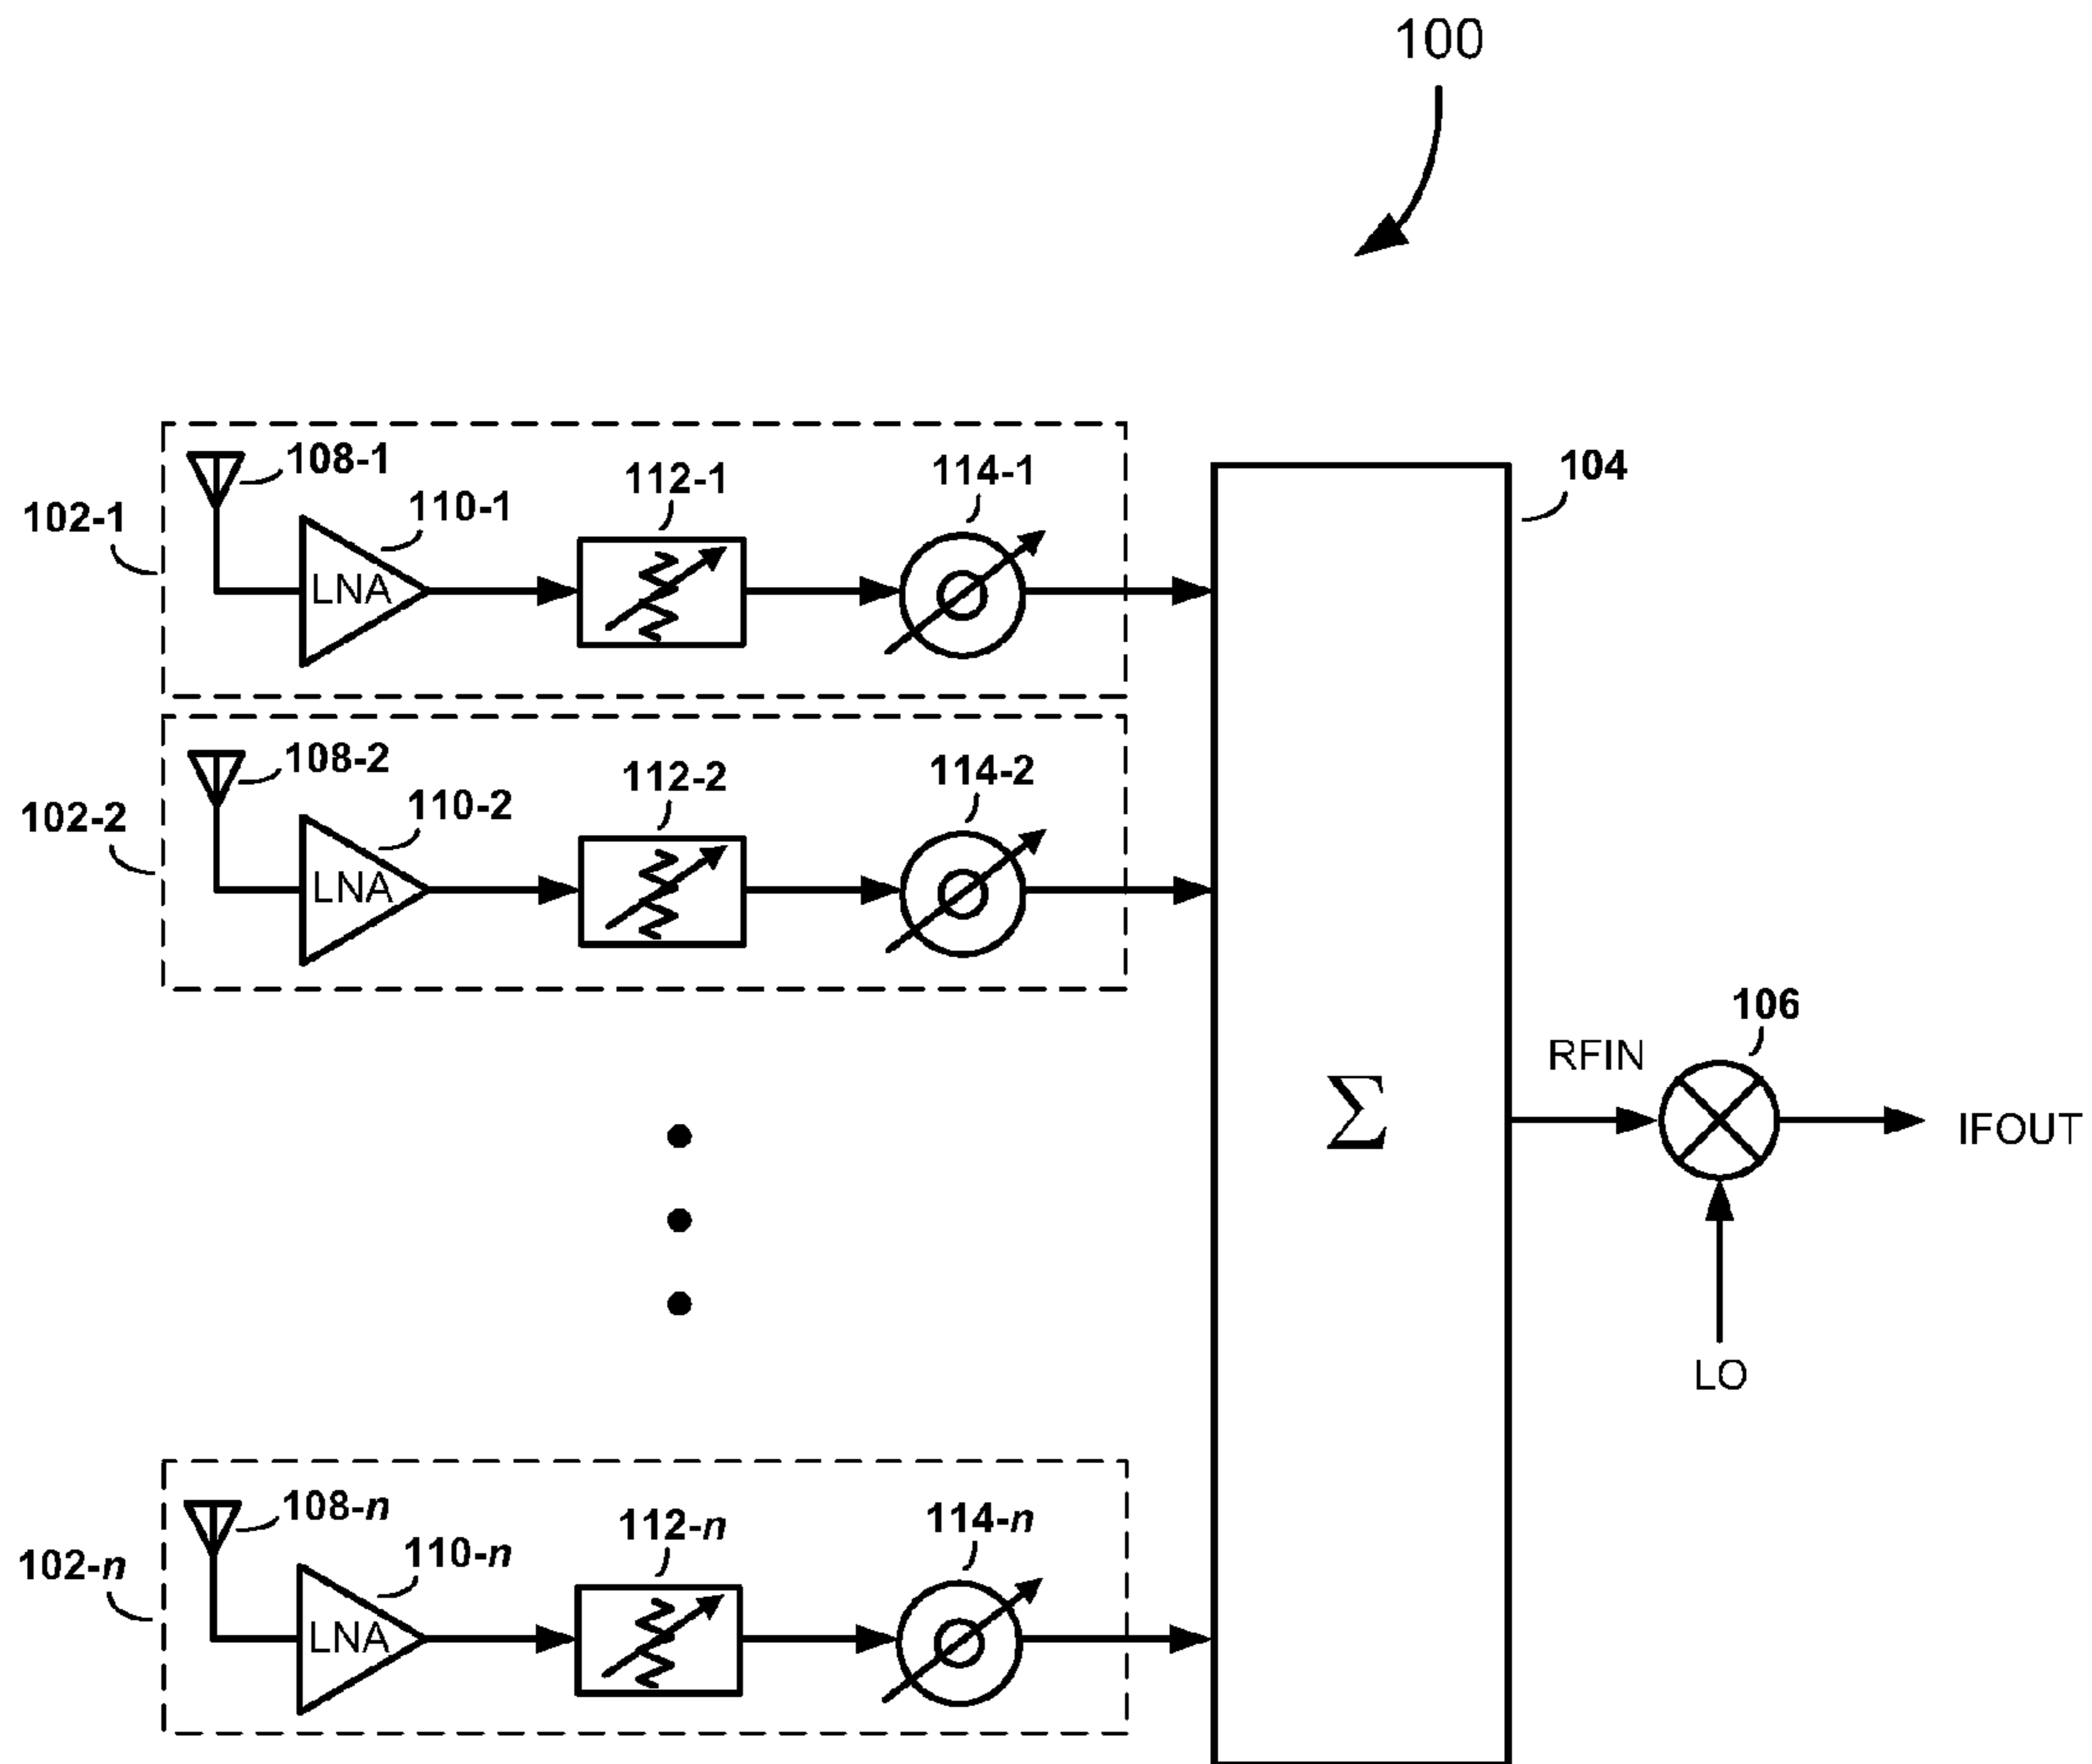 100
108-1
110-1
112-1
114-1
104
102-1
LNA
108-2
110-2
112-2
114-2
102-2
LNA
106
RFIN
Σ
IFOUT
LO
108-n
110-n
112-n
114-n
102-n
LNA